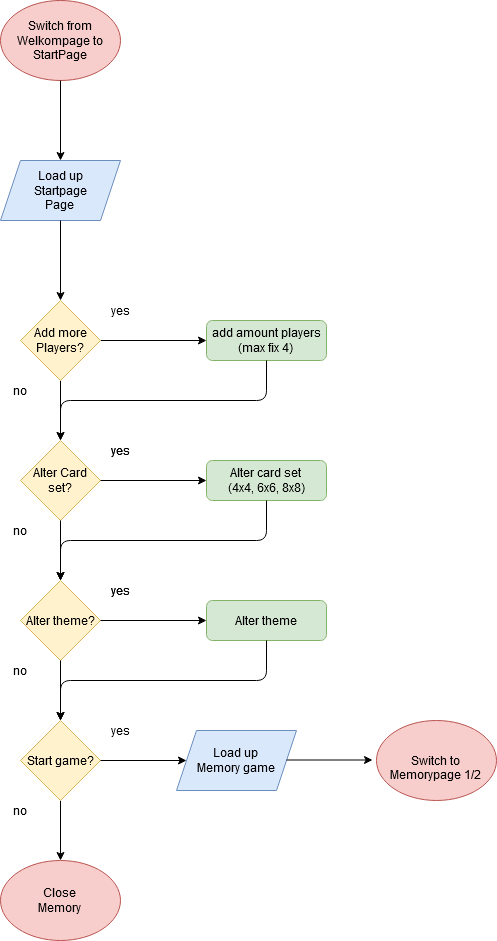 Switch from
Welkompage to
StartPage
Load up
Startpage
Page
yes
Add more
Players?
add amount players
(max fix 4)
no
yes
Alter Card
set?
Alter card set
(4x4, 6x6, 8x8)
no
yes
Alter theme?
Alter theme
no
yes
Start game?
Load up
Memory game
Switch to
Memorypage 1/2
no
Close
Memory